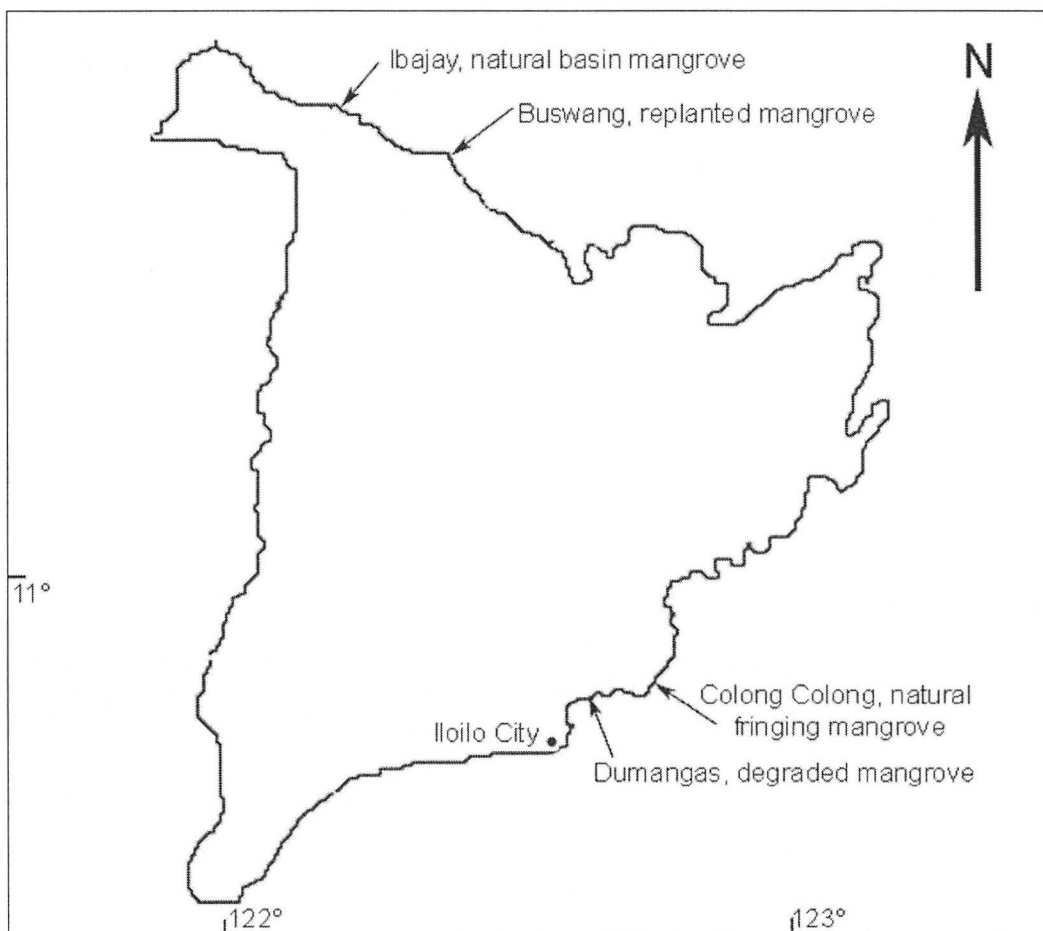 Ibajay, natural basin mangrove
N
Buswang, replanted mangrove
11°
Colong Colong, natural
fringing mangrove
Iloilo City
Dumangas, degraded mangrove
122°
123°